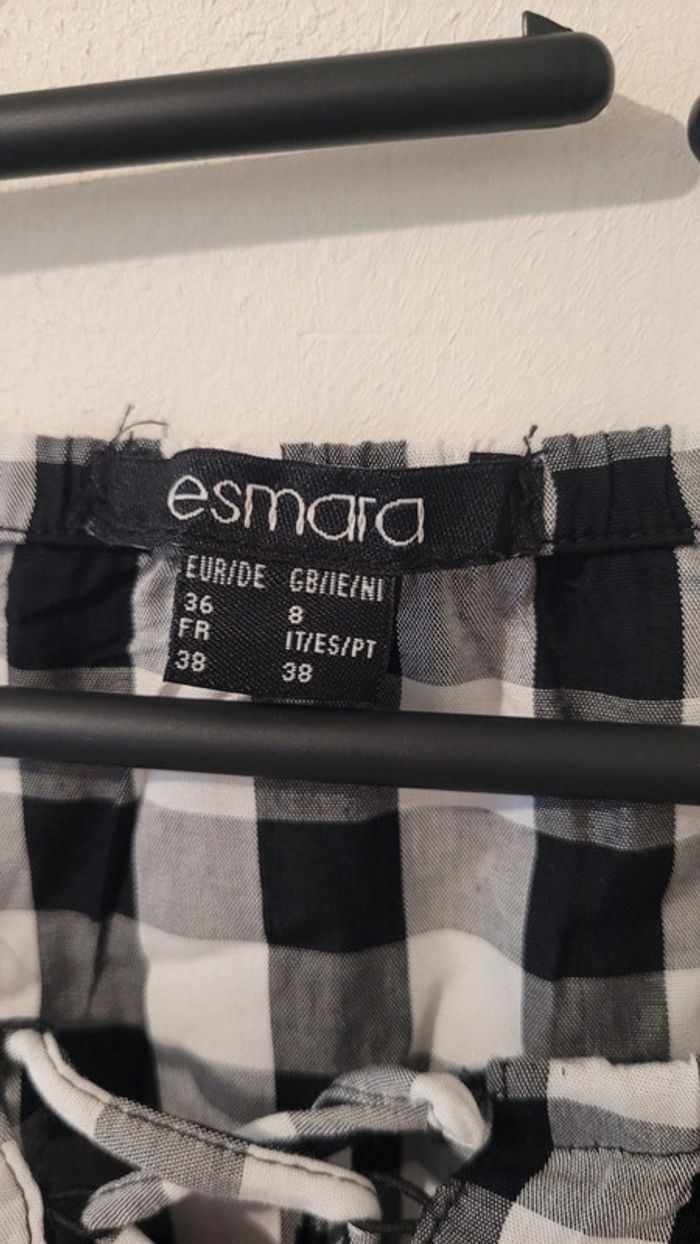 esmara
EUR/DE GB/IE/NI
36 8
FR IT/ES/PT
38 38